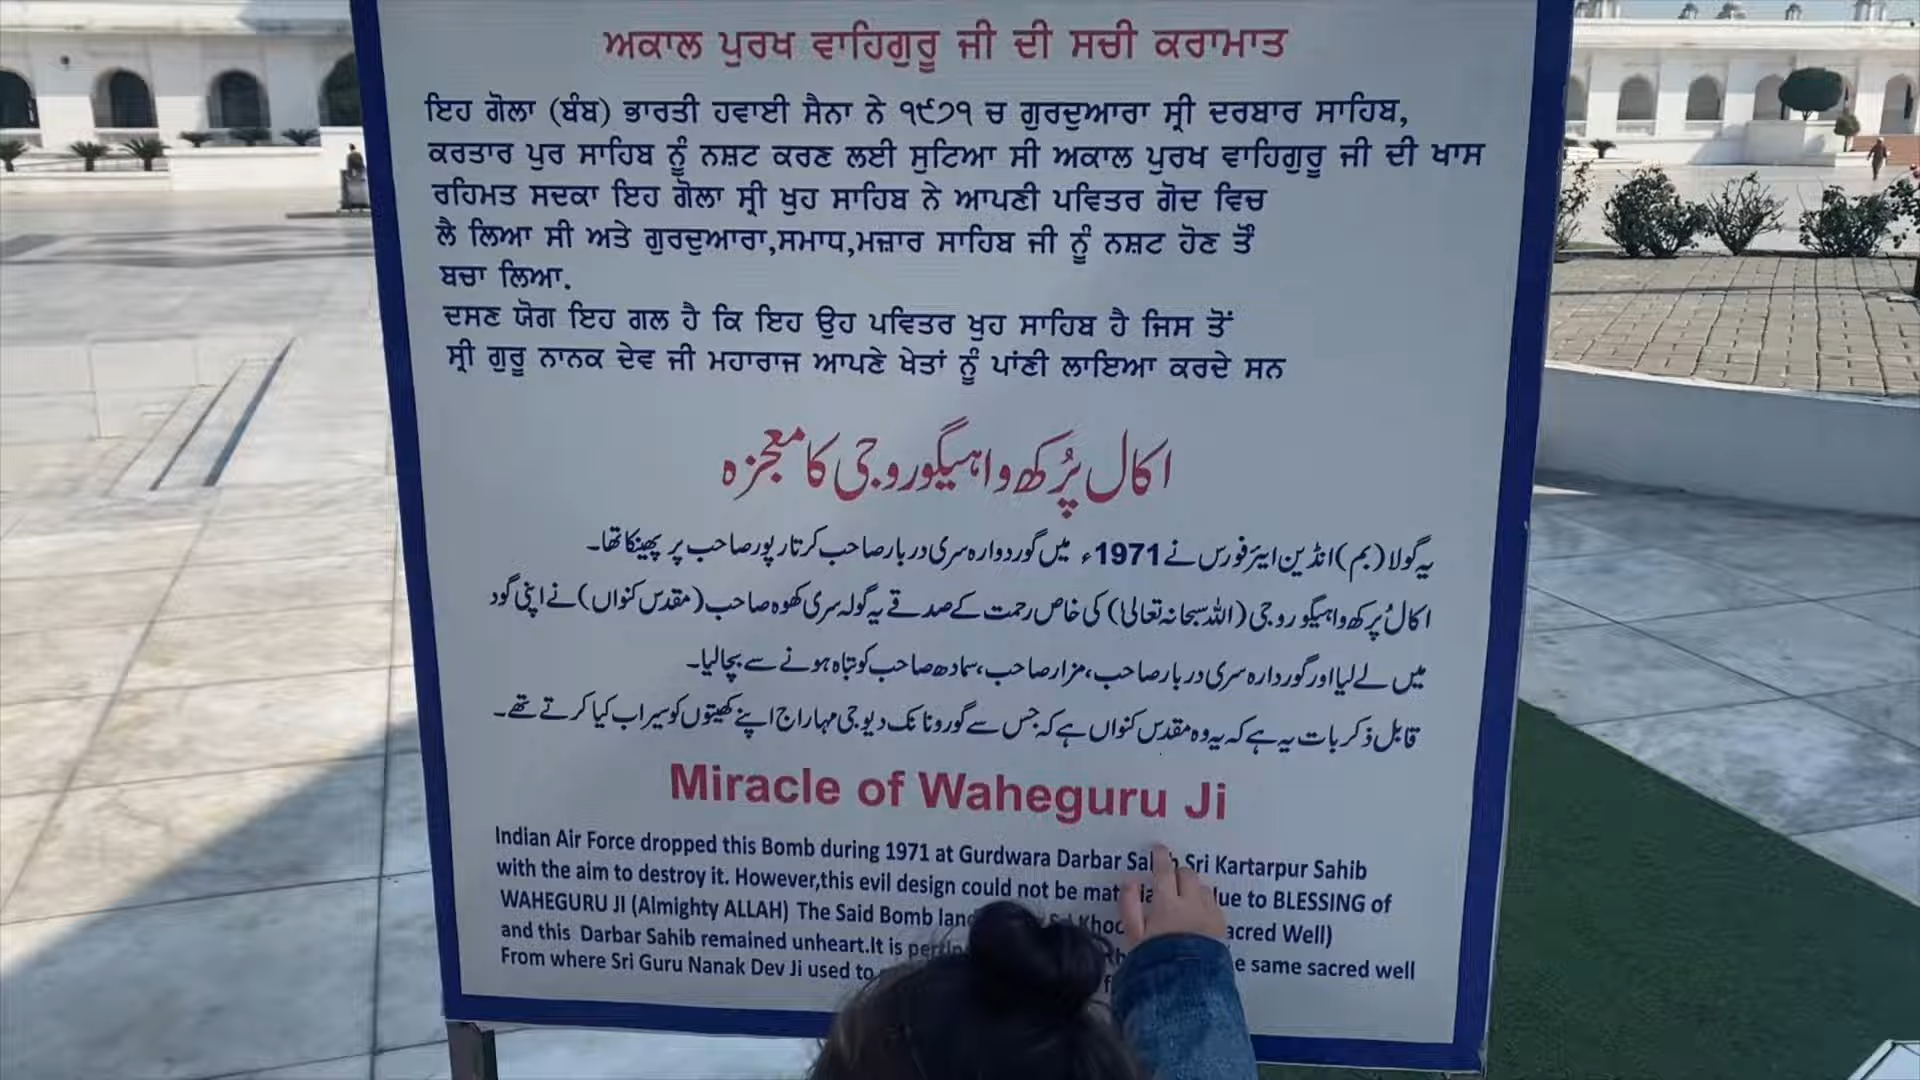 ਅਕਾਲ ਪੁਰਖ ਵਾਹਿਗੁਰੂ ਜੀ ਦੀ ਸਚੀ ਕਰਾਮਾਤ
ਇਹ ਗੋਲਾ (ਬੰਬ) ਭਾਰਤੀ ਹਵਾਈ ਸੈਨਾ ਨੇ ੧੯੭੧ ਚ ਗੁਰਦੁਆਰਾ ਸ੍ਰੀ ਦਰਬਾਰ ਸਾਹਿਬ,
ਕਰਤਾਰ ਪੁਰ ਸਾਹਿਬ ਨੂੰ ਨਸ਼ਟ ਕਰਣ ਲਈ ਸੁਟਿਆ ਸੀ ਅਕਾਲ ਪੁਰਖ ਵਾਹਿਗੁਰੂ ਜੀ ਦੀ ਖਾਸ
ਰਹਿਮਤ ਸਦਕਾ ਇਹ ਗੋਲਾ ਸ੍ਰੀ ਖੁਹ ਸਾਹਿਬ ਨੇ ਆਪਣੀ ਪਵਿਤਰ ਗੋਦ ਵਿਚ
ਲੈ ਲਿਆ ਸੀ ਅਤੇ ਗੁਰਦੁਆਰਾ,ਸਮਾਧ,ਮਜ਼ਾਰ ਸਾਹਿਬ ਜੀ ਨੂੰ ਨਸ਼ਟ ਹੋਣ ਤੋਂ
ਬਚਾ ਲਿਆ.
ਦਸਣ ਯੋਗ ਇਹ ਗਲ ਹੈ ਕਿ ਇਹ ਉਹ ਪਵਿਤਰ ਖੁਹ ਸਾਹਿਬ ਹੈ ਜਿਸ ਤੋਂ
ਸ੍ਰੀ ਗੁਰੂ ਨਾਨਕ ਦੇਵ ਜੀ ਮਹਾਰਾਜ ਆਪਣੇ ਖੇਤਾਂ ਨੂੰ ਪਾਂਣੀ ਲਾਇਆ ਕਰਦੇ ਸਨ
اکال پُرکھ واہیگورو جی کا معجزہ
یہ گولا (بم) انڈین ایئر فورس نے 1971ء میں گوردوارہ سری دربار صاحب کرتار پور صاحب پر پھینکا تھا۔
اکال پُرکھ واہیگورو جی (اللہ سبحانہ تعالیٰ) کی خاص رحمت کے صدقے یہ گولہ سری کھوہ صاحب (مقدس کنواں) نے اپنی گود
میں لے لیا اور گوردارہ سری دربار صاحب، مزار صاحب، سمادھ صاحب کو تباہ ہونے سے بچا لیا۔
قابل ذکر بات یہ ہے کہ یہ وہ مقدس کنواں ہے کہ جس سے گورونانک دیو جی مہاراج اپنے کھیتوں کو سیراب کیا کرتے تھے۔
Miracle of Waheguru Ji
Indian Air Force dropped this Bomb during 1971 at Gurdwara Darbar Sri Kartarpur Sahib
with the aim to destroy it. However,this evil design could not be to BLESSING of
WAHEGURU JI (Almighty ALLAH) The Said Bomb Well)
and this Darbar Sahib remained unheart.It is same sacred well
From where Sri Guru Nanak Dev Ji used to